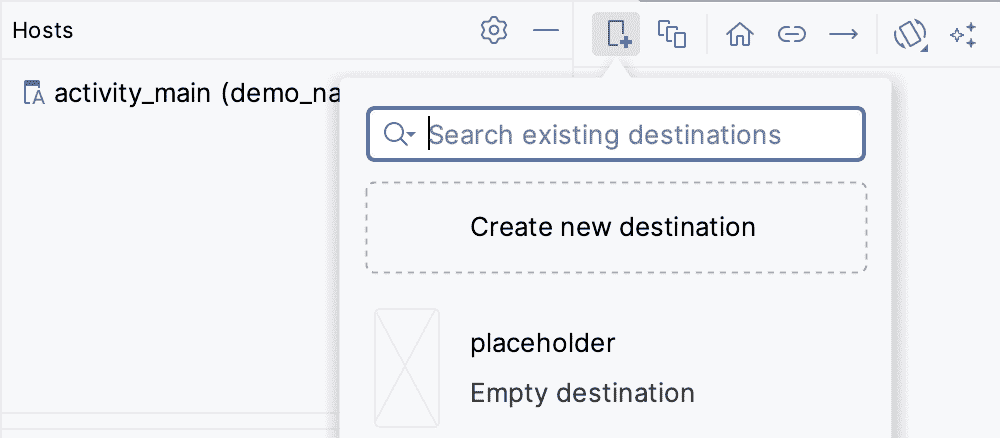 Hosts
activity_main (demo_na
Search existing destinations
Create new destination
placeholder
Empty destination